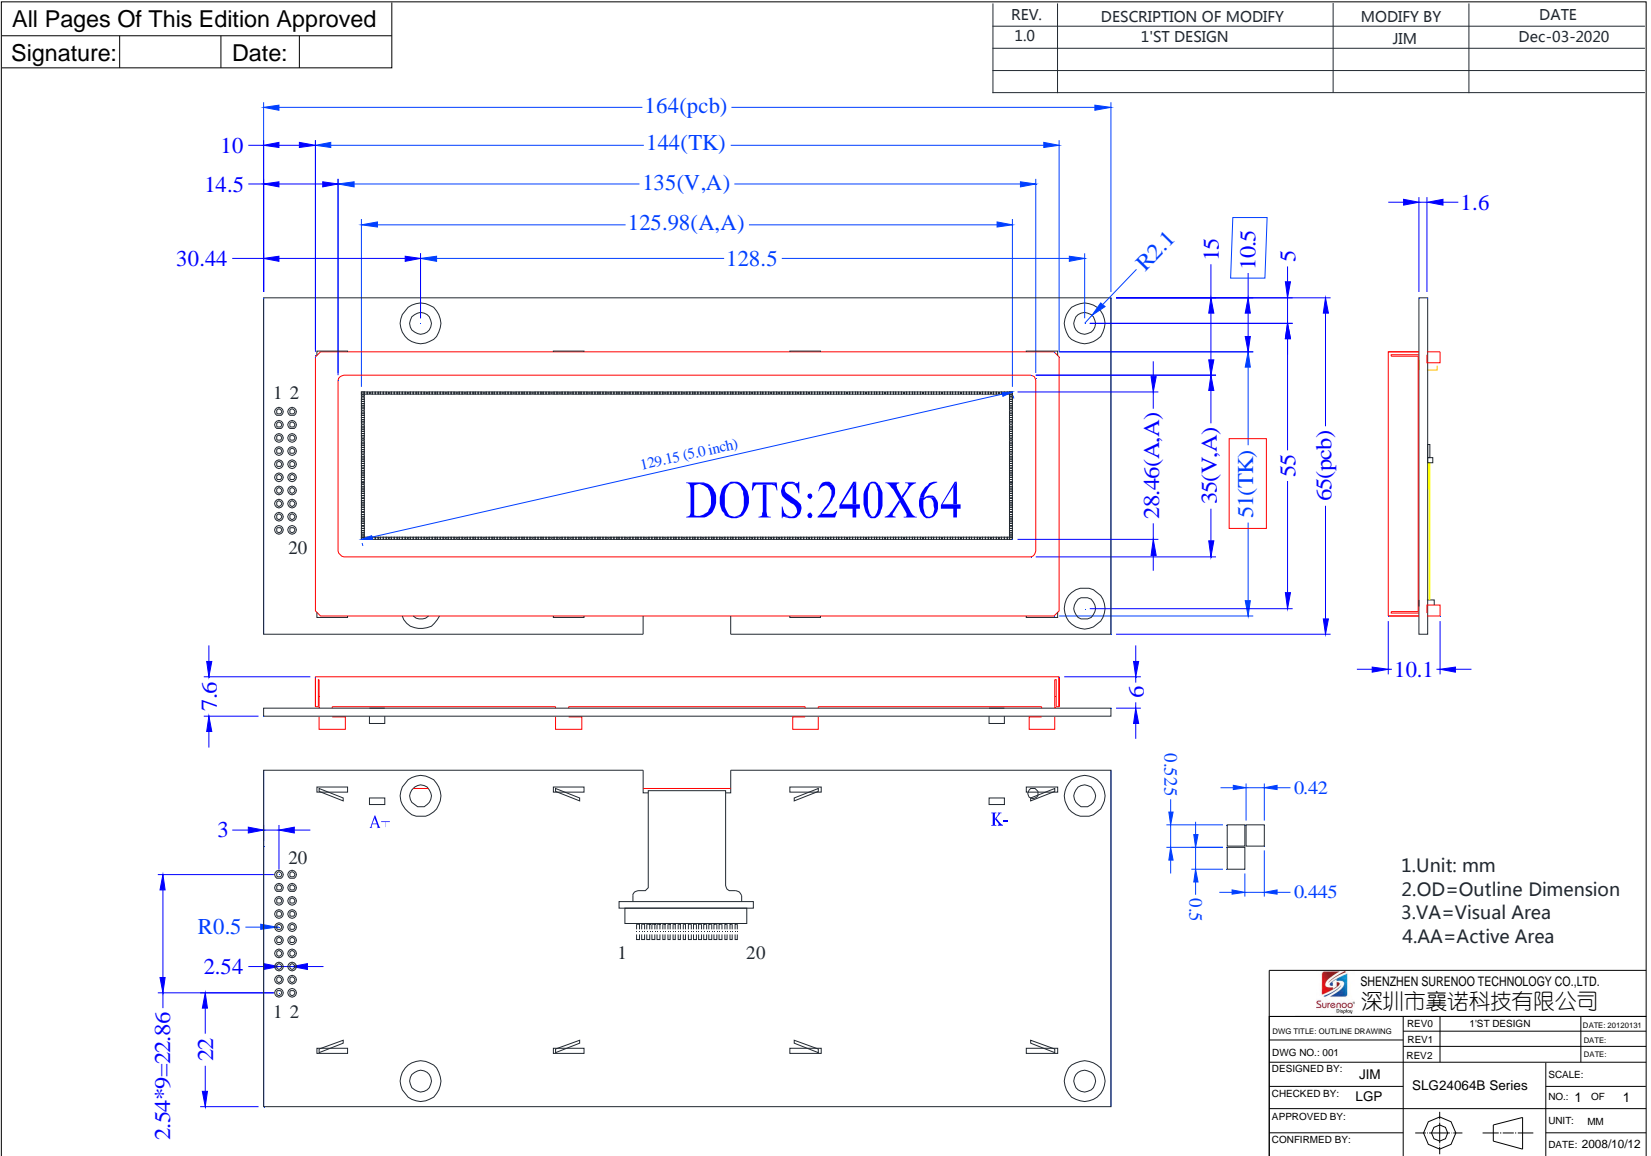 All Pages Of This Edition Approved
Signature: Date:
REV. DESCRIPTION OF MODIFY MODIFY BY DATE
1.0 1'ST DESIGN JIM Dec-03-2020
164(pcb)
10 144(TK)
14.5 135(V,A)
125.98(A,A)
30.44 128.5
R2.1
15
10.5
5
1.6
1 2
20
129.15 (5.0 inch)
DOTS:240X64
28.46(A,A)
35(V,A)
51(TK)
55
65(pcb)
10.1
7.6
6
A+
K-
3
20
R0.5
2.54
1 2
2.54*9=22.86
22
1 20
0.525
0.42
0.5
0.445
1.Unit: mm
2.OD=Outline Dimension
3.VA=Visual Area
4.AA=Active Area
Surenoo
Display
SHENZHEN SURENOO TECHNOLOGY CO.,LTD.
深圳市襄诺科技有限公司
DWG TITLE: OUTLINE DRAWING
REV0 1'ST DESIGN DATE: 20120131
REV1 DATE:
DWG NO.: 001
REV2 DATE:
DESIGNED BY: JIM
SLG24064B Series
SCALE:
CHECKED BY: LGP
NO.: 1 OF 1
APPROVED BY:
UNIT: MM
CONFIRMED BY:
DATE: 2008/10/12